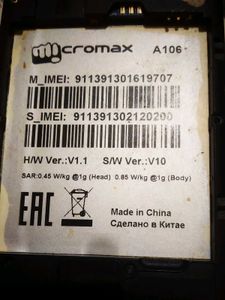 micromax A106
M_IMEI: 911391301619707
S_IMEI: 911391302120200
H/W Ver.:V1.1 S/W Ver.:V10
SAR:0.45 W/kg @1g (Head) 0.85 W/kg @1g (Body)
EAC
Made in China
Сделано в Китае